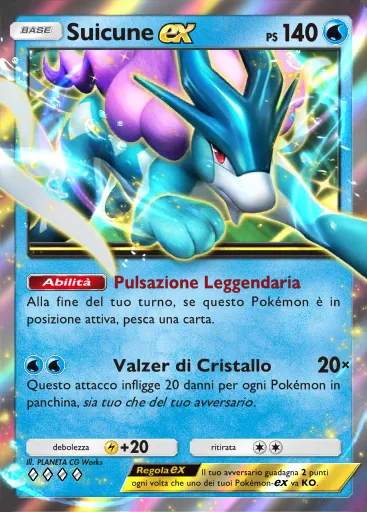 BASE Suicune ex PS 140
Abilità Pulsazione Leggendaria
Alla fine del tuo turno, se questo Pokémon è in
posizione attiva, pesca una carta.
Valzer di Cristallo 20×
Questo attacco infligge 20 danni per ogni Pokémon in
panchina, sia tuo che del tuo avversario.
debolezza +20 ritirata
Ill. PLANETA CG Works
Regola ex Il tuo avversario guadagna 2 punti
ogni volta che uno dei tuoi Pokémon-ex va KO.